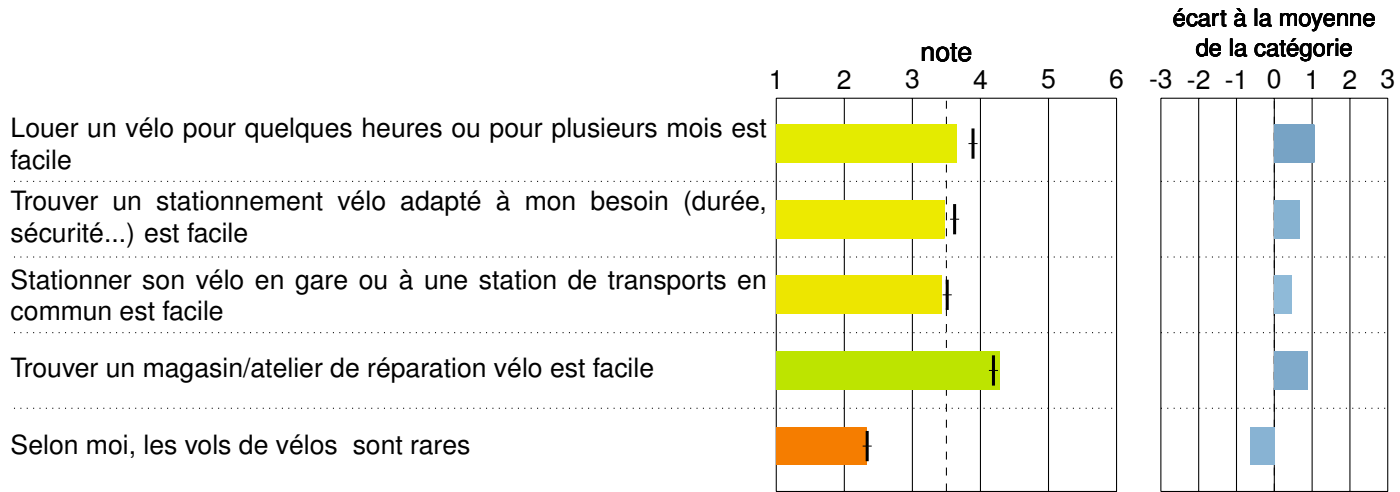 écart à la moyenne
de la catégorie
note
1 2 3 4 5 6
-3 -2 -1 0 1 2 3
Louer un vélo pour quelques heures ou pour plusieurs mois est
facile
Trouver un stationnement vélo adapté à mon besoin (durée,
sécurité...) est facile
Stationner son vélo en gare ou à une station de transports en
commun est facile
Trouver un magasin/atelier de réparation vélo est facile
Selon moi, les vols de vélos sont rares